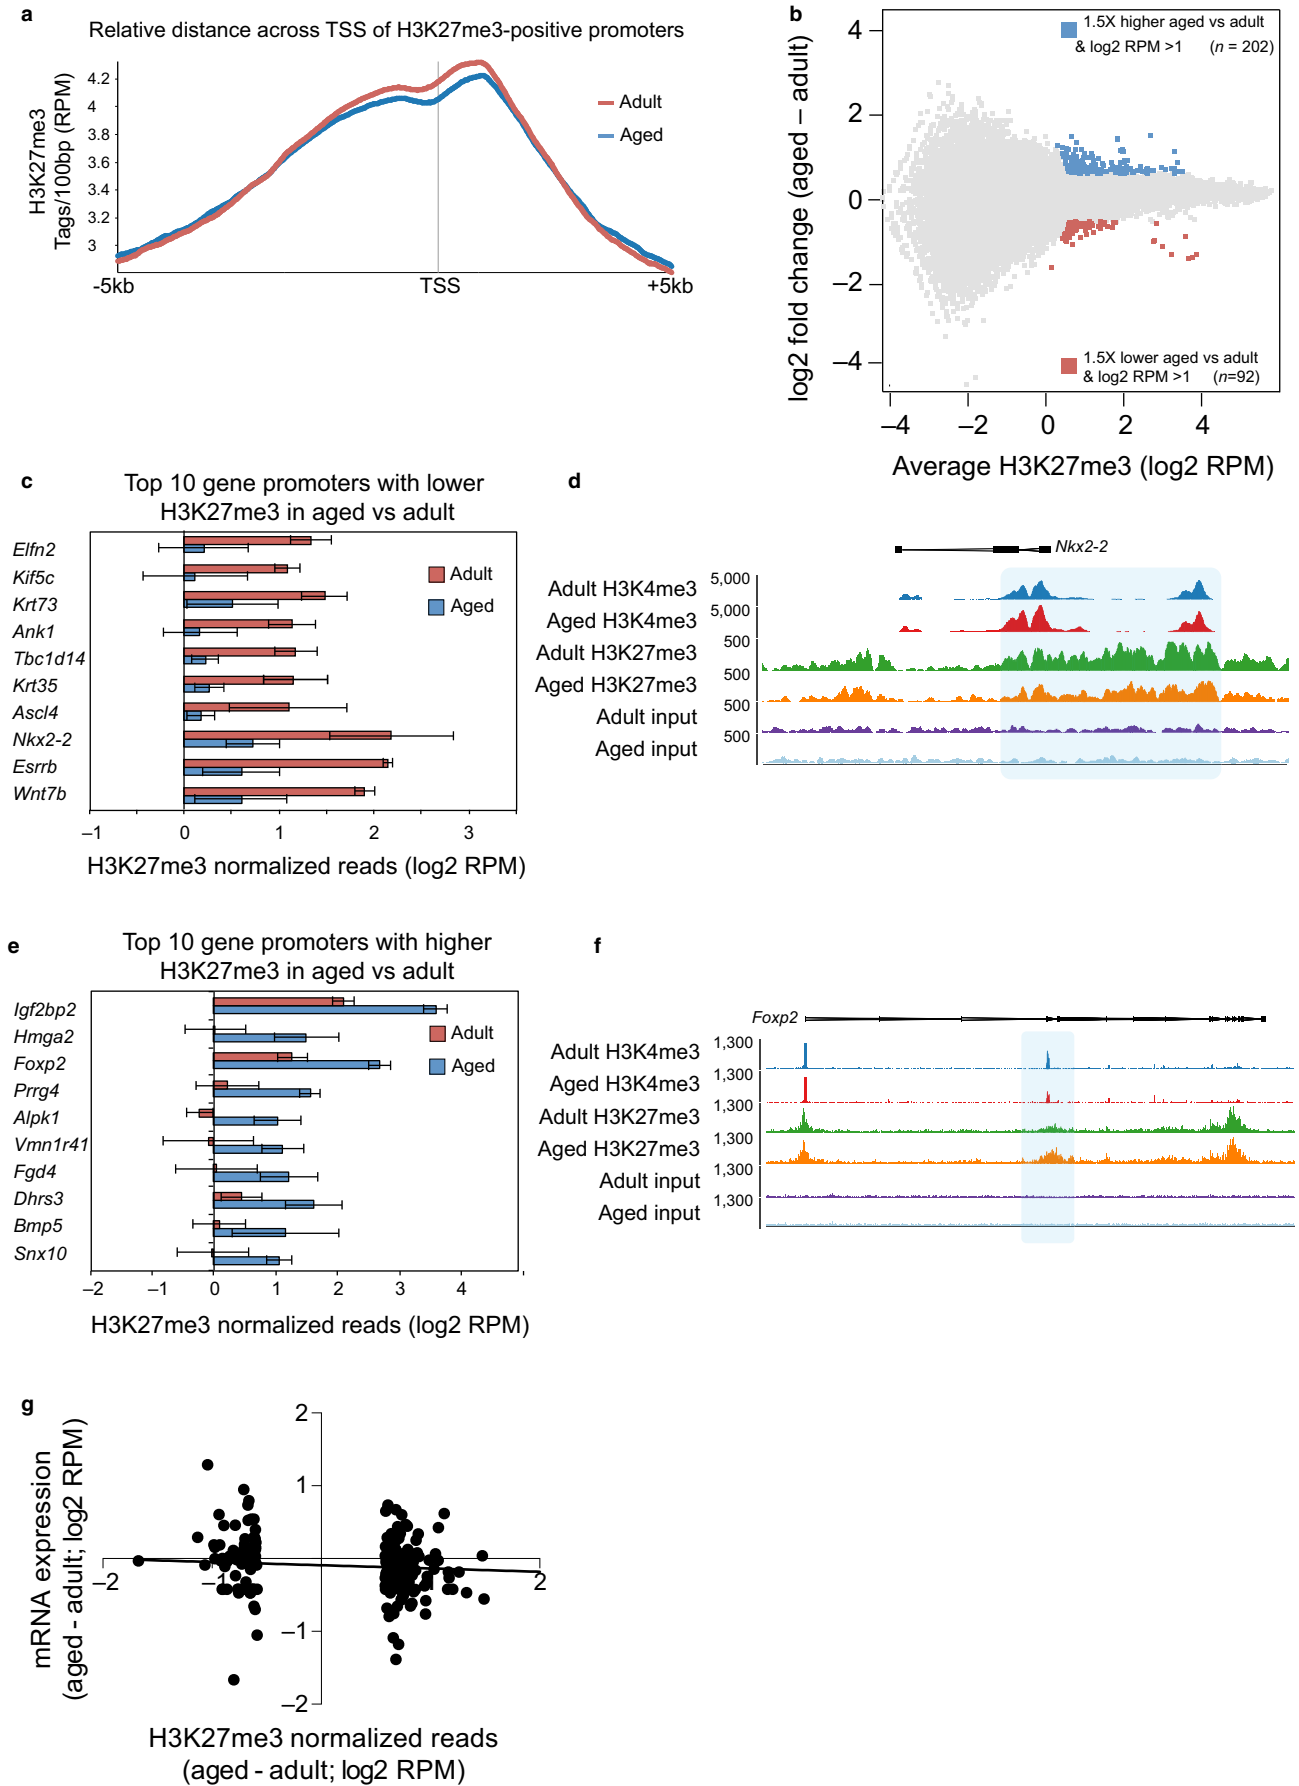 a
Relative distance across TSS of H3K27me3-positive promoters
H3K27me3
Tags/100bp (RPM)
4.2
4
3.8
3.6
3.4
3.2
3
Adult
Aged
-5kb
TSS
+5kb
b
log2 fold change (aged – adult)
4
2
0
–2
–4
1.5X higher aged vs adult
& log2 RPM >1 (n = 202)
1.5X lower aged vs adult
& log2 RPM >1 (n=92)
–4
–2
0
2
4
Average H3K27me3 (log2 RPM)
c
Top 10 gene promoters with lower
H3K27me3 in aged vs adult
Elfn2
Kif5c
Krt73
Ank1
Tbc1d14
Krt35
Ascl4
Nkx2-2
Esrrb
Wnt7b
Adult
Aged
–1
0
1
2
3
H3K27me3 normalized reads (log2 RPM)
d
Nkx2-2
Adult H3K4me3
Aged H3K4me3
Adult H3K27me3
Aged H3K27me3
Adult input
Aged input
5,000
5,000
500
500
500
500
e
Top 10 gene promoters with higher
H3K27me3 in aged vs adult
Igf2bp2
Hmga2
Foxp2
Prrg4
Alpk1
Vmn1r41
Fgd4
Dhrs3
Bmp5
Snx10
Adult
Aged
–2
–1
0
1
2
3
4
H3K27me3 normalized reads (log2 RPM)
f
Foxp2
Adult H3K4me3
Aged H3K4me3
Adult H3K27me3
Aged H3K27me3
Adult input
Aged input
1,300
1,300
1,300
1,300
1,300
1,300
g
mRNA expression
(aged - adult; log2 RPM)
2
1
–1
–2
–2
–1
1
2
H3K27me3 normalized reads
(aged - adult; log2 RPM)